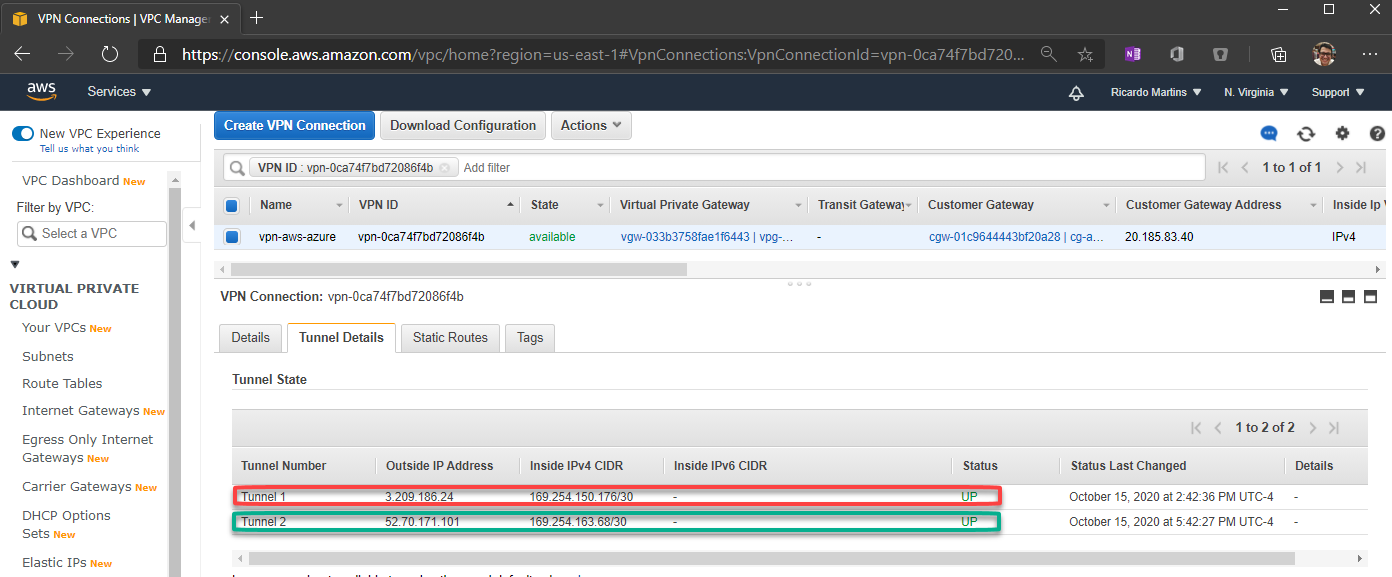 VPN Connections | VPC Manage
https://console.aws.amazon.com/vpc/home?region=us-east-1#VpnConnections:VpnConnectionId=vpn-0ca74f7bd720...
aws Services Ricardo Martins N. Virginia Support
New VPC Experience
Tell us what you think
Create VPN Connection Download Configuration Actions
VPC Dashboard New
Filter by VPC:
Select a VPC
VIRTUAL PRIVATE
CLOUD
Your VPCs New
Subnets
Route Tables
Internet Gateways New
Egress Only Internet
Gateways New
Carrier Gateways New
DHCP Options
Sets New
Elastic IPs New
VPN ID : vpn-0ca74f7bd72086f4b Add filter 1 to 1 of 1
Name VPN ID State Virtual Private Gateway Transit Gateway Customer Gateway Customer Gateway Address Inside Ip V
vpn-aws-azure vpn-0ca74f7bd72086f4b available vgw-033b3758fae1f6443 | vpg-... - cgw-01c9644443bf20a28 | cg-a... 20.185.83.40 IPv4
VPN Connection: vpn-0ca74f7bd72086f4b
Details Tunnel Details Static Routes Tags
Tunnel State
1 to 2 of 2
Tunnel Number Outside IP Address Inside IPv4 CIDR Inside IPv6 CIDR Status Status Last Changed Details
Tunnel 1 3.209.186.24 169.254.150.176/30 - UP October 15, 2020 at 2:42:36 PM UTC-4 -
Tunnel 2 52.70.171.101 169.254.163.68/30 - UP October 15, 2020 at 5:42:27 PM UTC-4 -